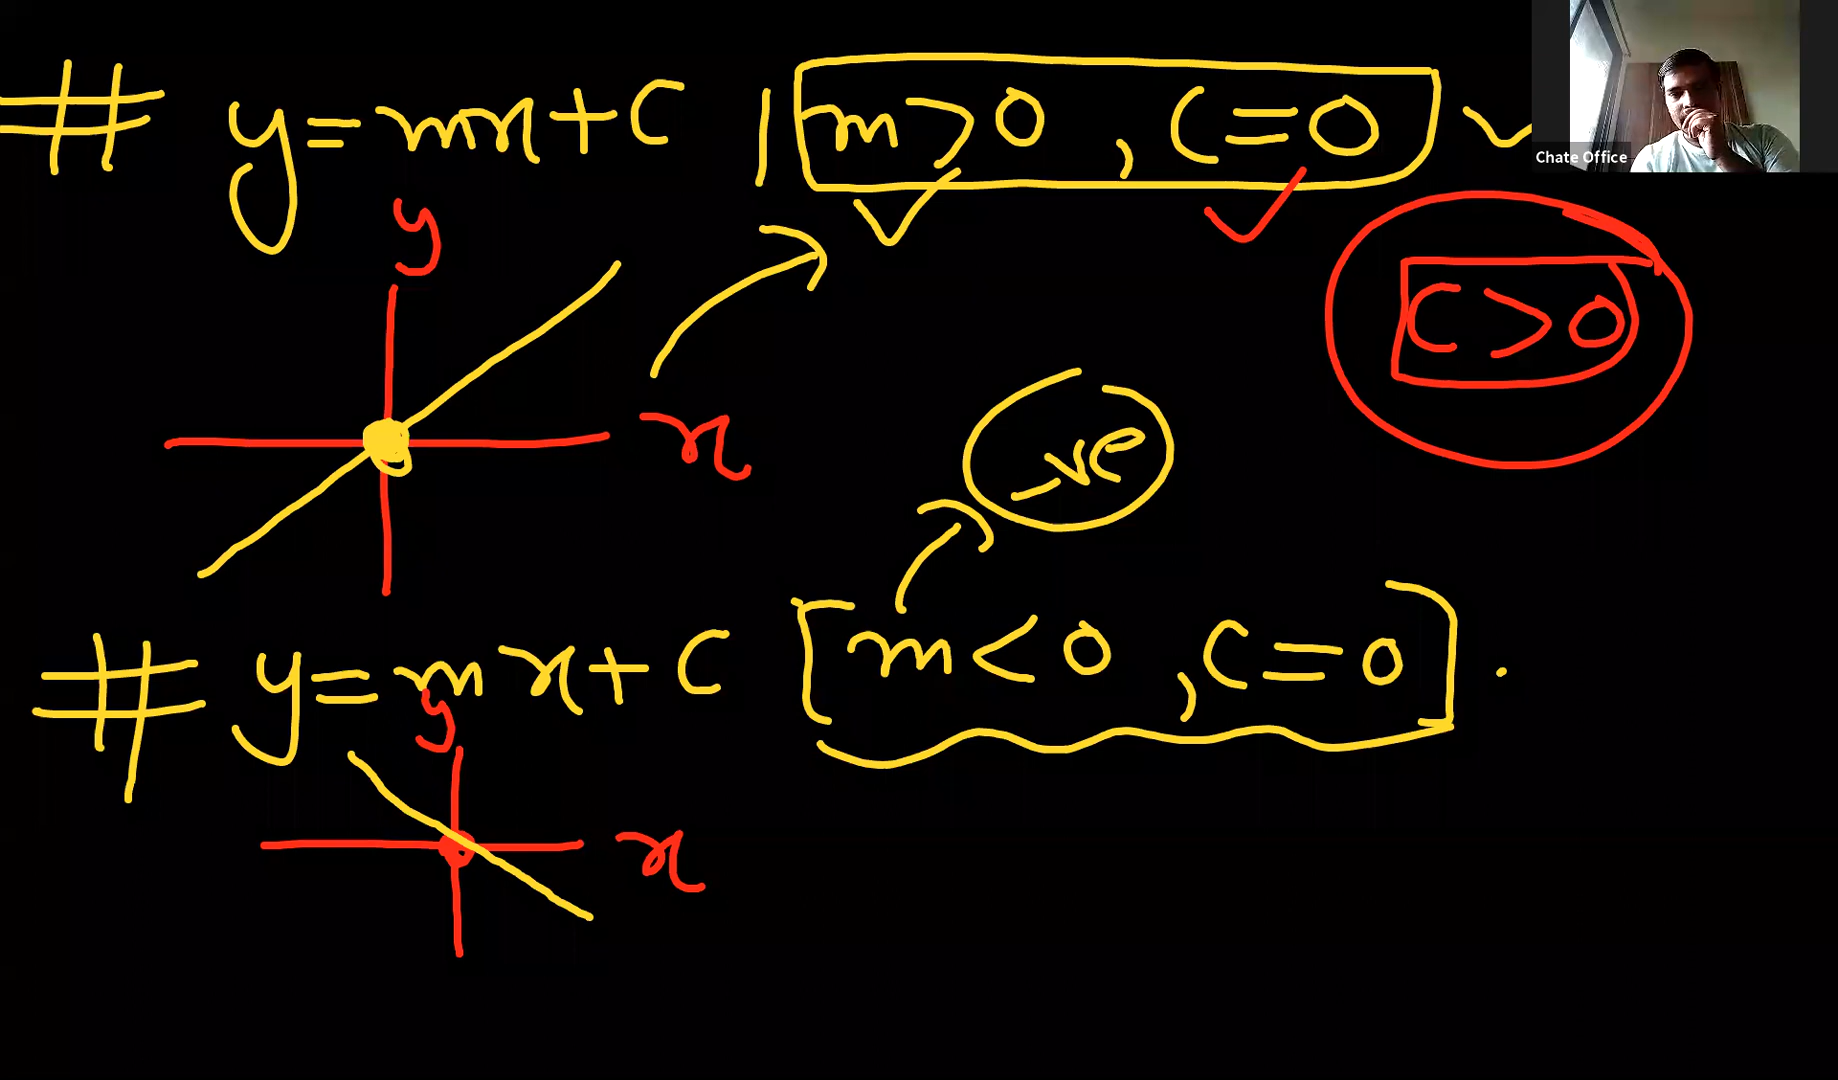 # y=mx+c | m>0 , c=0
Chate Office
y
c>0
x
-ve
# y=mx+c [m<0 , c=0] .
y
x